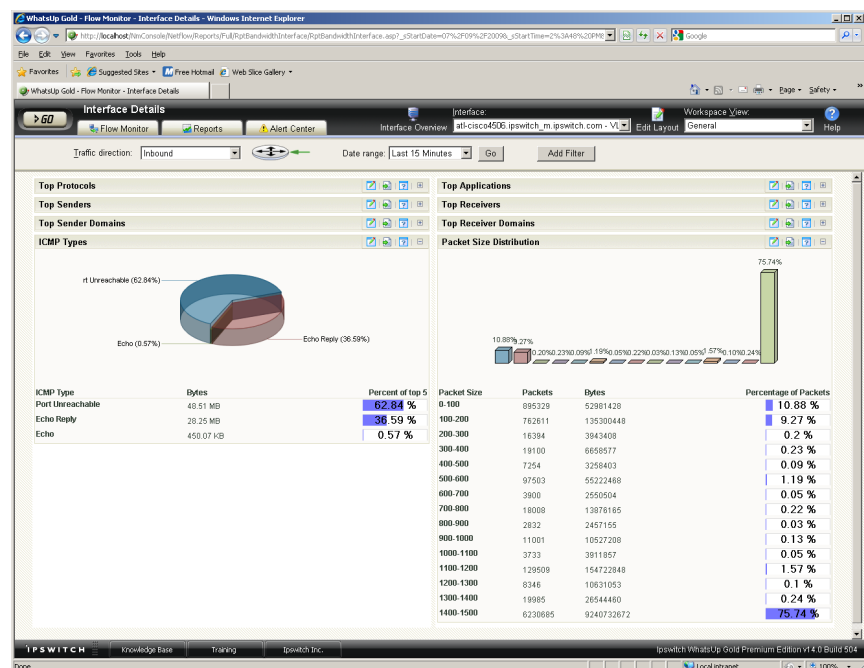 WhatsUp Gold - Flow Monitor - Interface Details - Windows Internet Explorer
http://localhost/NmConsole/Netflow/Reports/Full/RptBandwidthInterface/RptBandwidthInterface.asp?_sStartDate=07%2F09%2F2009&_sStartTime=2%3A48%20PM&
Google
File Edit View Favorites Tools Help
Favorites Suggested Sites Free Hotmail Web Slice Gallery
WhatsUp Gold - Flow Monitor - Interface Details
Page Safety
GO
Interface Details
Flow Monitor Reports Alert Center
Interface Overview
Interface:
atl-cisco4506.ipswitch_m.ipswitch.com - VL
Edit Layout
Workspace View:
General
Help
Traffic direction: Inbound Date range: Last 15 Minutes Go Add Filter
Top Protocols
Top Applications
Top Senders
Top Receivers
Top Sender Domains
Top Receiver Domains
ICMP Types
rt Unreachable (62.84%)
Echo (0.57%)
Echo Reply (36.59%)
ICMP Type Bytes Percent of top 5
Port Unreachable 48.51 MB 62.84 %
Echo Reply 28.25 MB 36.59 %
Echo 450.07 KB 0.57 %
Packet Size Distribution
10.88% 9.27% 0.20% 0.23% 0.09% 1.19% 0.05% 0.22% 0.03% 0.13% 0.05% 1.57% 0.10% 0.24% 75.74%
Packet Size Packets Bytes Percentage of Packets
0-100 895329 52981428 10.88 %
100-200 762611 135300448 9.27 %
200-300 16394 3943408 0.2 %
300-400 19100 6658577 0.23 %
400-500 7254 3258403 0.09 %
500-600 97503 55222468 1.19 %
600-700 3900 2550504 0.05 %
700-800 18008 13876165 0.22 %
800-900 2832 2457155 0.03 %
900-1000 11001 10527208 0.13 %
1000-1100 3733 3911857 0.05 %
1100-1200 129509 154722848 1.57 %
1200-1300 8346 10631053 0.1 %
1300-1400 19985 26544460 0.24 %
1400-1500 6230685 9240732672 75.74 %
IPSWITCH Knowledge Base Training Ipswitch Inc. Ipswitch WhatsUp Gold Premium Edition v14.0 Build 504
Done Local intranet 100%